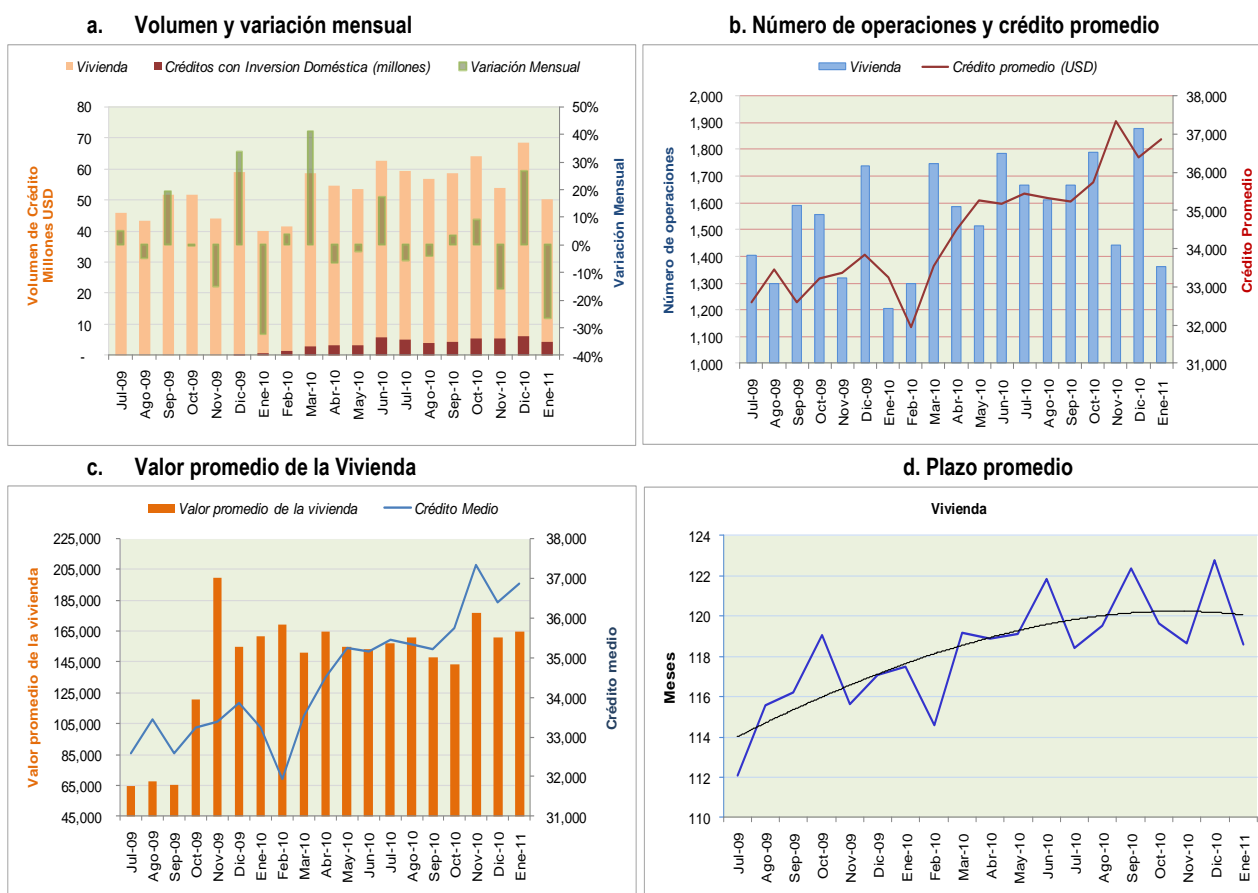 a. Volumen y variación mensual
Vivienda Créditos con Inversion Doméstica (millones) Variación Mensual
Volumen de Crédito
Millones USD
80
70
60
50
40
30
20
10
-
50%
40%
30%
20%
10%
0%
-10%
-20%
-30%
-40%
Variación Mensual
Jul-09
Ago-09
Sep-09
Oct-09
Nov-09
Dic-09
Ene-10
Feb-10
Mar-10
Abr-10
May-10
Jun-10
Jul-10
Ago-10
Sep-10
Oct-10
Nov-10
Dic-10
Ene-11
b. Número de operaciones y crédito promedio
Vivienda Crédito promedio (USD)
Número de operaciones
2,000
1,900
1,800
1,700
1,600
1,500
1,400
1,300
1,200
1,100
1,000
38,000
37,000
36,000
35,000
34,000
33,000
32,000
31,000
Crédito Promedio
Jul-09
Ago-09
Sep-09
Oct-09
Nov-09
Dic-09
Ene-10
Feb-10
Mar-10
Abr-10
May-10
Jun-10
Jul-10
Ago-10
Sep-10
Oct-10
Nov-10
Dic-10
Ene-11
c. Valor promedio de la Vivienda
Valor promedio de la vivienda Crédito Medio
Valor promedio de la vivienda
225,000
205,000
185,000
165,000
145,000
125,000
105,000
85,000
65,000
45,000
38,000
37,000
36,000
35,000
34,000
33,000
32,000
31,000
Crédito medio
Jul-09
Ago-09
Sep-09
Oct-09
Nov-09
Dic-09
Ene-10
Feb-10
Mar-10
Abr-10
May-10
Jun-10
Jul-10
Ago-10
Sep-10
Oct-10
Nov-10
Dic-10
Ene-11
d. Plazo promedio
Vivienda
Meses
124
122
120
118
116
114
112
110
Jul-09
Ago-09
Sep-09
Oct-09
Nov-09
Dic-09
Ene-10
Feb-10
Mar-10
Abr-10
May-10
Jun-10
Jul-10
Ago-10
Sep-10
Oct-10
Nov-10
Dic-10
Ene-11